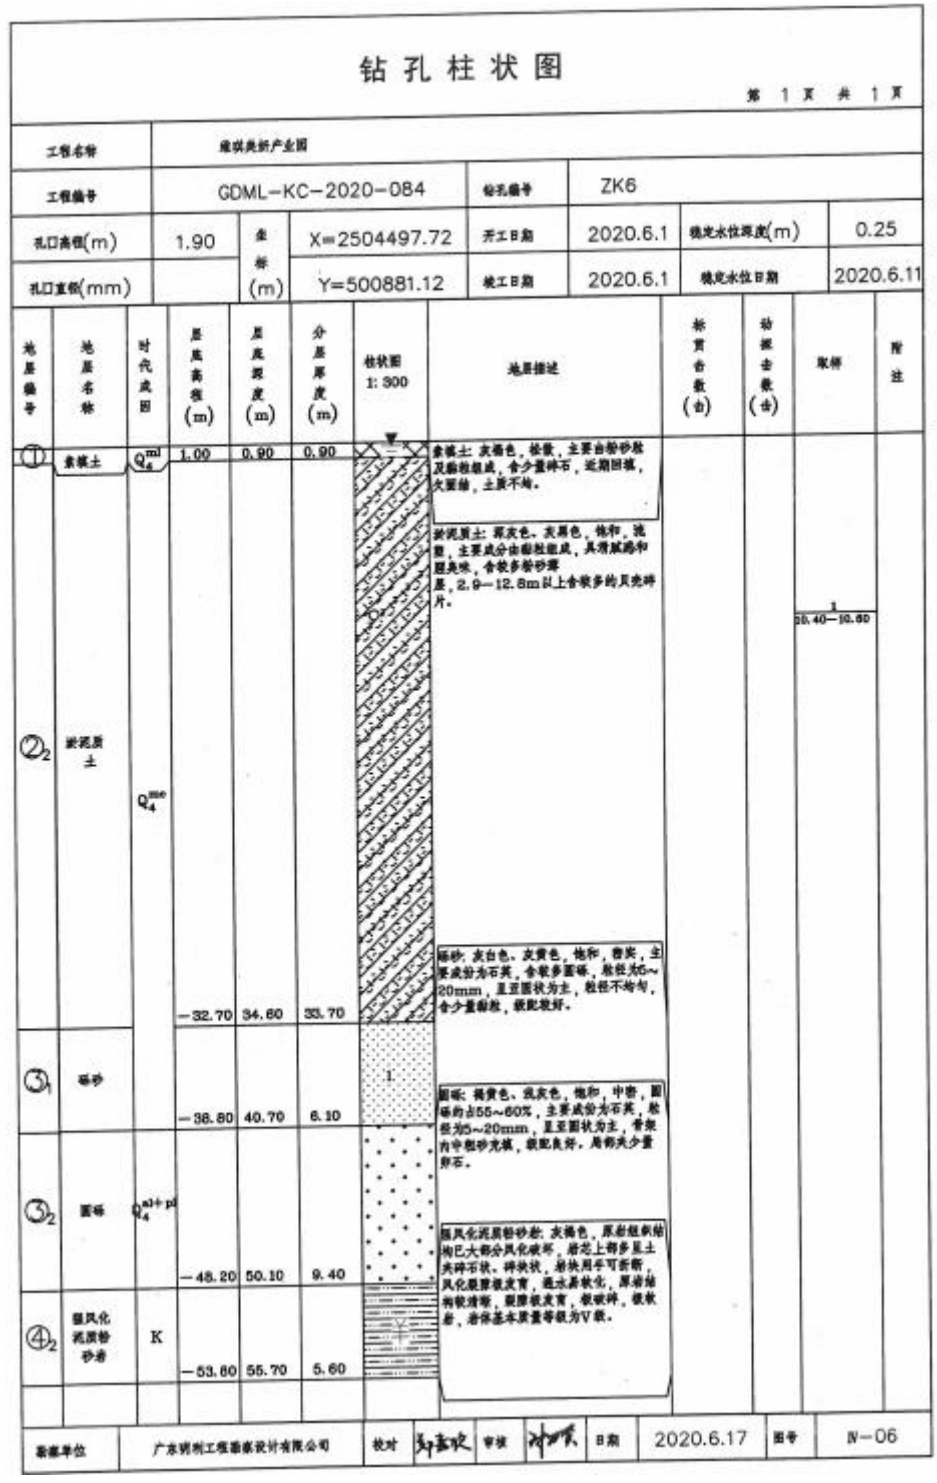 钻孔柱状图
第 1 页 共 1 页
工程名称 维琪奥妍产业园
工程编号 GDML-KC-2020-084 钻孔编号 ZK6
孔口高程(m) 1.90 坐标(m) X=2504497.72 开工日期 2020.6.1 稳定水位深度(m) 0.25
孔口直径(mm) Y=500881.12 竣工日期 2020.6.1 稳定水位日期 2020.6.11
地层编号 地层名称 时代成因 层底高程(m) 层底深度(m) 分层厚度(m) 柱状图 1:300 地层描述 标贯击数(击) 动探击数(击) 取样 附注
① 素填土 Q4ml 1.00 0.90 0.90
素填土: 灰褐色，松散，主要由粉砂粒
及黏粒组成，含少量碎石，近期回填，
欠固结，土质不均。
淤泥质土: 深灰色、灰黑色，饱和，流
塑，主要成分由黏粒组成，具滑腻感和
腥臭味，含较多粉砂薄
层，2.9—12.8m以上含较多的贝壳碎
片。
1
10.40—10.60
②2 淤泥质土 Q4mc -32.70 34.60 33.70
砾砂: 灰白色、灰黄色，饱和，密实，主
要成份为石英，含较多圆砾，粒径为5~
20mm，呈亚圆状为主，粒径不均匀，
含少量黏粒，级配较好。
③1 砾砂 -38.80 40.70 6.10
1
圆砾: 褐黄色、浅灰色，饱和，中密，圆
砾约占55~60%，主要成份为石英，粒
径为5~20mm，呈亚圆状为主，骨架
内中粗砂充填，级配良好。局部夹少量
卵石。
③2 圆砾 Q4al+pl -48.20 50.10 9.40
强风化泥质粉砂岩: 灰褐色，原岩组织结
构已大部分风化破坏，岩芯上部多呈土
夹碎石状、碎块状，岩块用手可折断，
风化裂隙极发育，遇水易软化，原岩结
构较清晰，裂隙极发育，极破碎，极软
岩，岩体基本质量等级为V级。
④2 强风化泥质粉砂岩 K -53.80 55.70 5.60
勘察单位 广东明利工程勘察设计有限公司 校对 审核 日期 2020.6.17 图号 Ⅳ-06